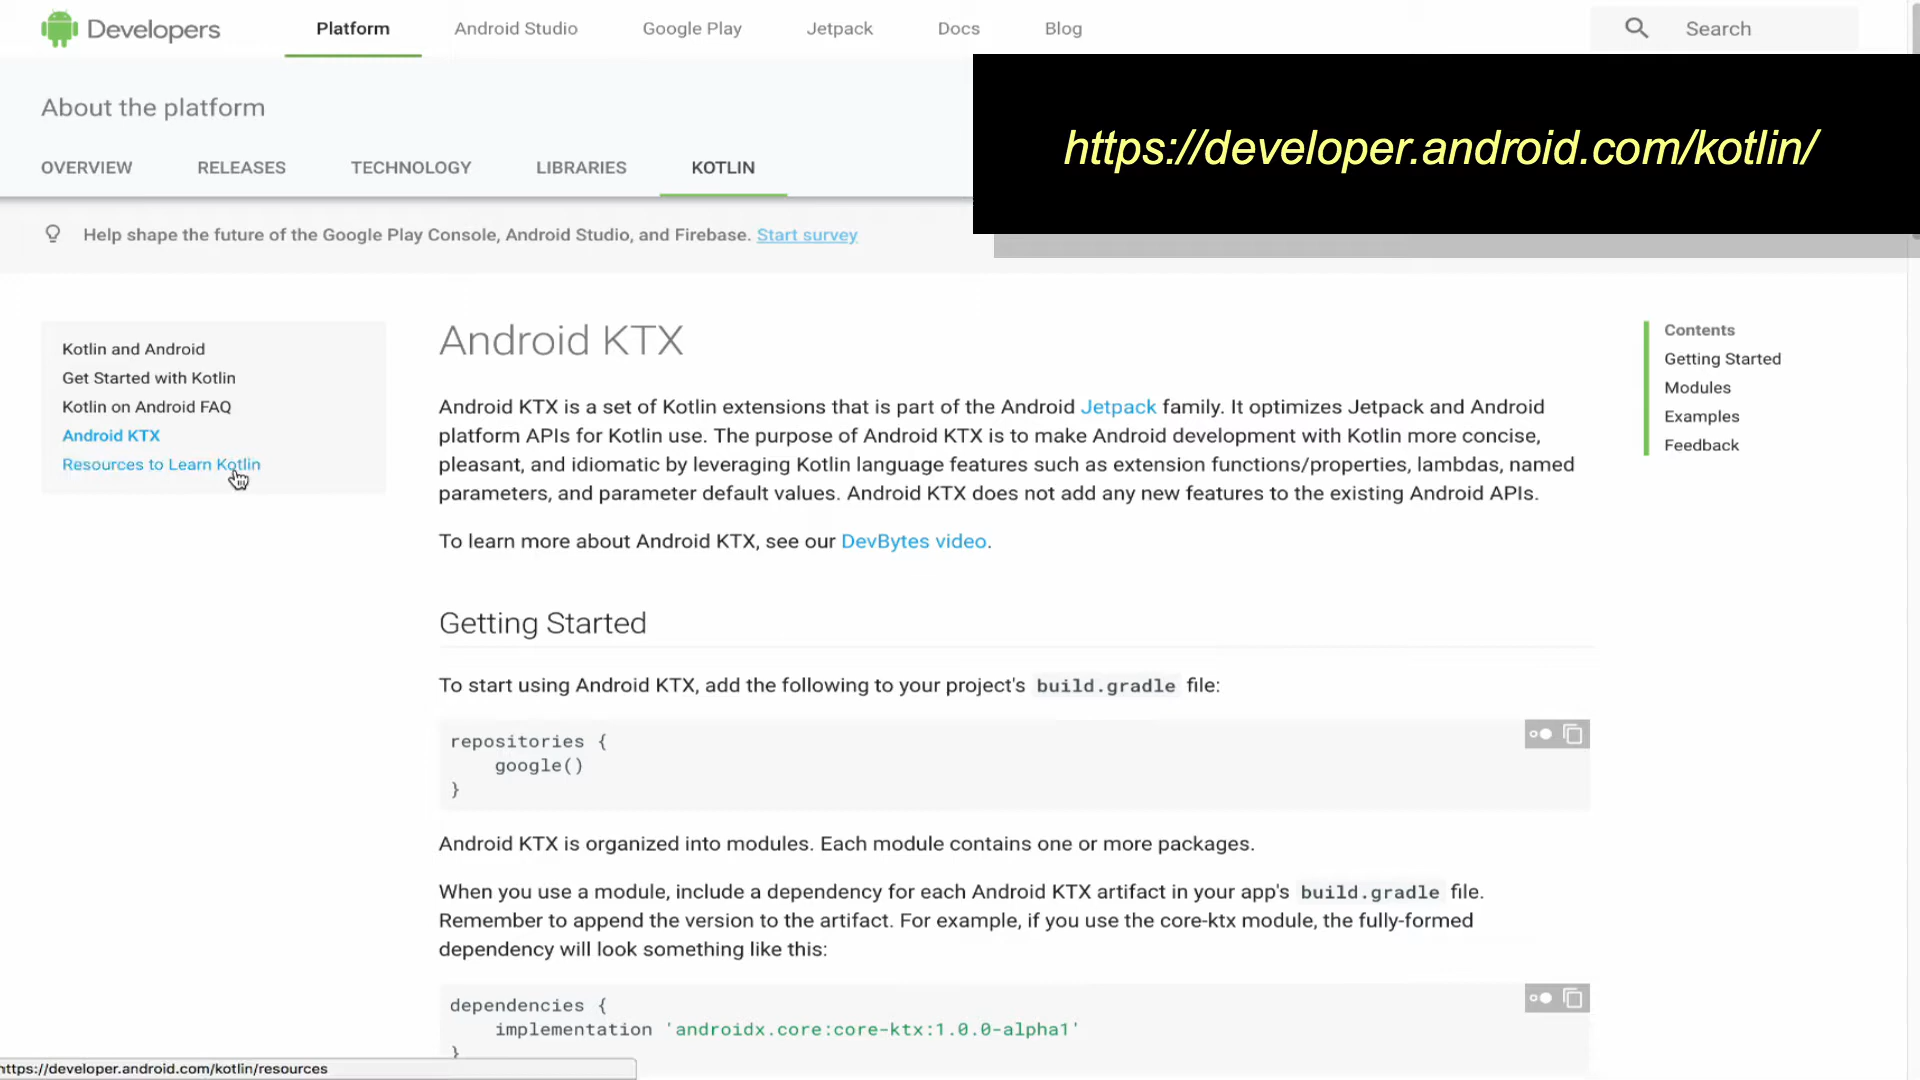 Developers
Platform
Android Studio
Google Play
Jetpack
Docs
Blog
Search
About the platform
https://developer.android.com/kotlin/
OVERVIEW
RELEASES
TECHNOLOGY
LIBRARIES
KOTLIN
Help shape the future of the Google Play Console, Android Studio, and Firebase. Start survey
Kotlin and Android
Get Started with Kotlin
Kotlin on Android FAQ
Android KTX
Resources to Learn Kotlin
Android KTX
Android KTX is a set of Kotlin extensions that is part of the Android Jetpack family. It optimizes Jetpack and Android
platform APIs for Kotlin use. The purpose of Android KTX is to make Android development with Kotlin more concise,
pleasant, and idiomatic by leveraging Kotlin language features such as extension functions/properties, lambdas, named
parameters, and parameter default values. Android KTX does not add any new features to the existing Android APIs.
To learn more about Android KTX, see our DevBytes video.
Getting Started
To start using Android KTX, add the following to your project's build.gradle file:
repositories {
google()
}
Android KTX is organized into modules. Each module contains one or more packages.
When you use a module, include a dependency for each Android KTX artifact in your app's build.gradle file.
Remember to append the version to the artifact. For example, if you use the core-ktx module, the fully-formed
dependency will look something like this:
dependencies {
implementation 'androidx.core:core-ktx:1.0.0-alpha1'
}
Contents
Getting Started
Modules
Examples
Feedback
https://developer.android.com/kotlin/resources